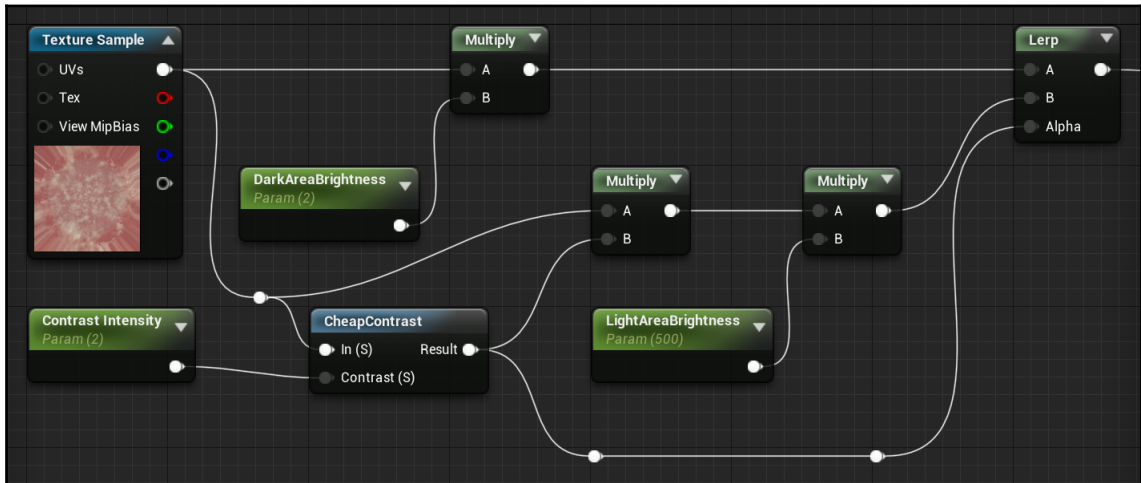 Texture Sample
UVs
Tex
View MipBias
Multiply
A
B
Lerp
A
B
Alpha
DarkAreaBrightness
Param (2)
Multiply
A
B
Multiply
A
B
Contrast Intensity
Param (2)
CheapContrast
In (S) Result
Contrast (S)
LightAreaBrightness
Param (500)